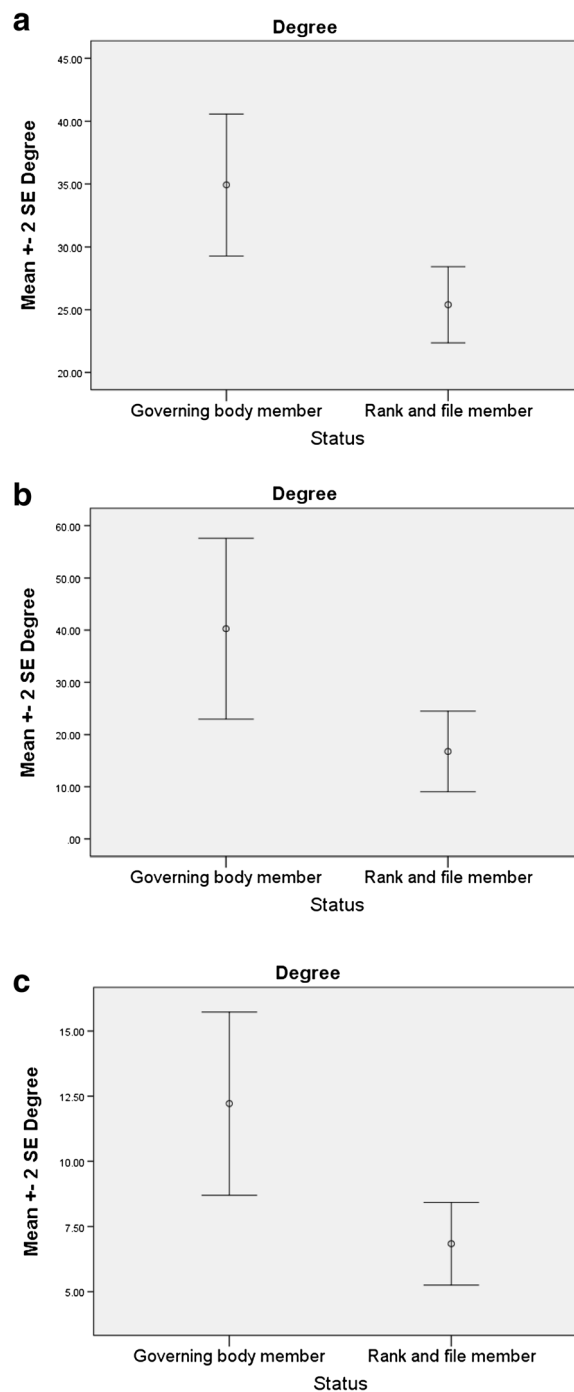 a
Degree
Mean +- 2 SE Degree
45.00
40.00
35.00
30.00
25.00
20.00
Governing body member Rank and file member
Status
b
Degree
Mean +- 2 SE Degree
60.00
50.00
40.00
30.00
20.00
10.00
.00
Governing body member Rank and file member
Status
c
Degree
Mean +- 2 SE Degree
15.00
12.50
10.00
7.50
5.00
Governing body member Rank and file member
Status